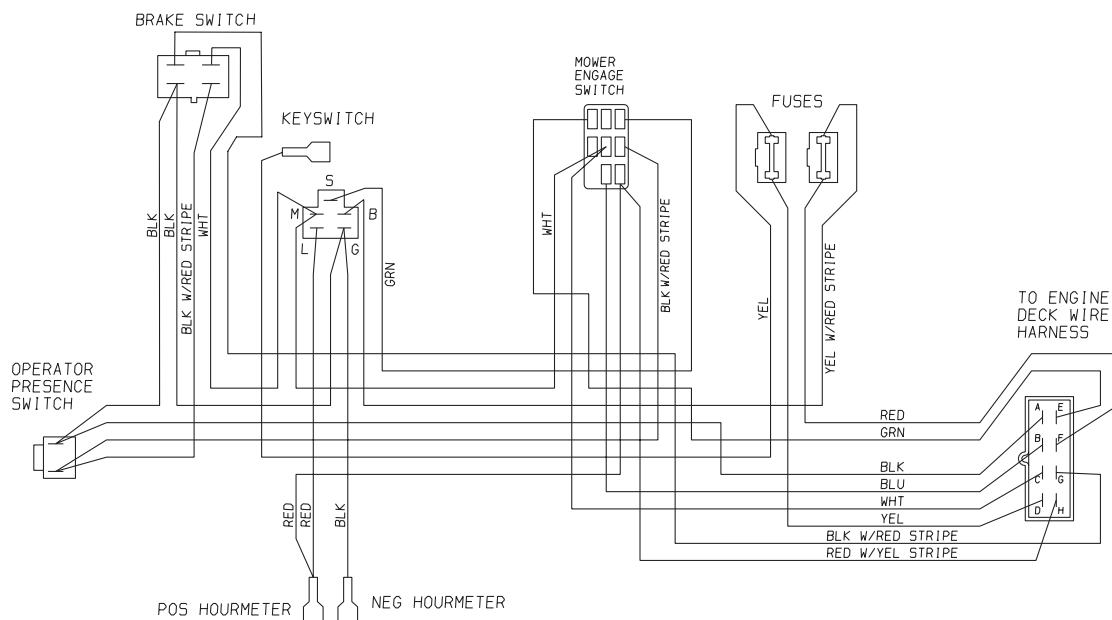 BRAKE SWITCH
MOWER
ENGAGE
SWITCH
FUSES
KEYSWITCH
S
M
B
L
G
BLK
BLK
BLK W/RED STRIPE
WHT
GRN
WHT
BLK W/RED STRIPE
YEL
YEL W/RED STRIPE
TO ENGINE
DECK WIRE
HARNESS
OPERATOR
PRESENCE
SWITCH
RED
GRN
BLK
BLU
WHT
YEL
BLK W/RED STRIPE
RED W/YEL STRIPE
A E
B F
C G
D H
RED
RED
BLK
POS HOURMETER
NEG HOURMETER